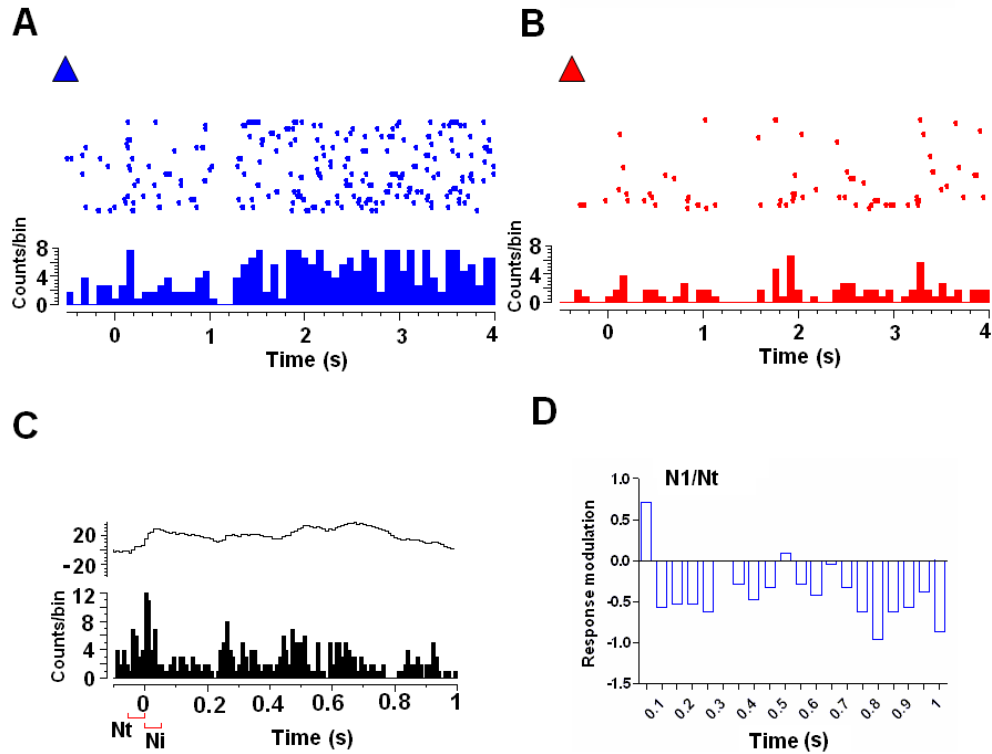 A
Counts/bin
8
4
0
0 1 2 3 4
Time (s)
B
Counts/bin
8
4
0
0 1 2 3 4
Time (s)
C
20
-20
Counts/bin
12
8
4
0
0 0.2 0.4 0.6 0.8 1
Nt
Ni
Time (s)
D
N1/Nt
Response modulation
1.0
0.5
0.0
-0.5
-1.0
-1.5
0.1 0.2 0.3 0.4 0.5 0.6 0.7 0.8 0.9 1
Time (s)